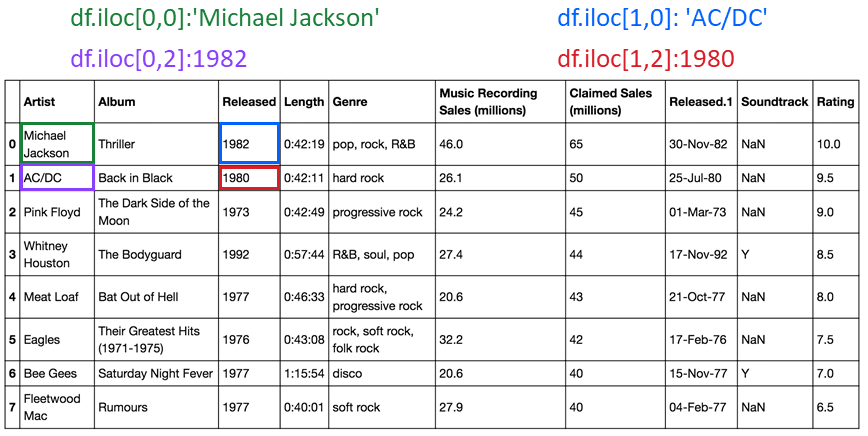 df.iloc[0,0]:'Michael Jackson' df.iloc[1,0]: 'AC/DC'
df.iloc[0,2]:1982 df.iloc[1,2]:1980
Artist Album Released Length Genre Music Recording Sales (millions) Claimed Sales (millions) Released.1 Soundtrack Rating
0 Michael Jackson Thriller 1982 0:42:19 pop, rock, R&B 46.0 65 30-Nov-82 NaN 10.0
1 AC/DC Back in Black 1980 0:42:11 hard rock 26.1 50 25-Jul-80 NaN 9.5
2 Pink Floyd The Dark Side of the Moon 1973 0:42:49 progressive rock 24.2 45 01-Mar-73 NaN 9.0
3 Whitney Houston The Bodyguard 1992 0:57:44 R&B, soul, pop 27.4 44 17-Nov-92 Y 8.5
4 Meat Loaf Bat Out of Hell 1977 0:46:33 hard rock, progressive rock 20.6 43 21-Oct-77 NaN 8.0
5 Eagles Their Greatest Hits (1971-1975) 1976 0:43:08 rock, soft rock, folk rock 32.2 42 17-Feb-76 NaN 7.5
6 Bee Gees Saturday Night Fever 1977 1:15:54 disco 20.6 40 15-Nov-77 Y 7.0
7 Fleetwood Mac Rumours 1977 0:40:01 soft rock 27.9 40 04-Feb-77 NaN 6.5